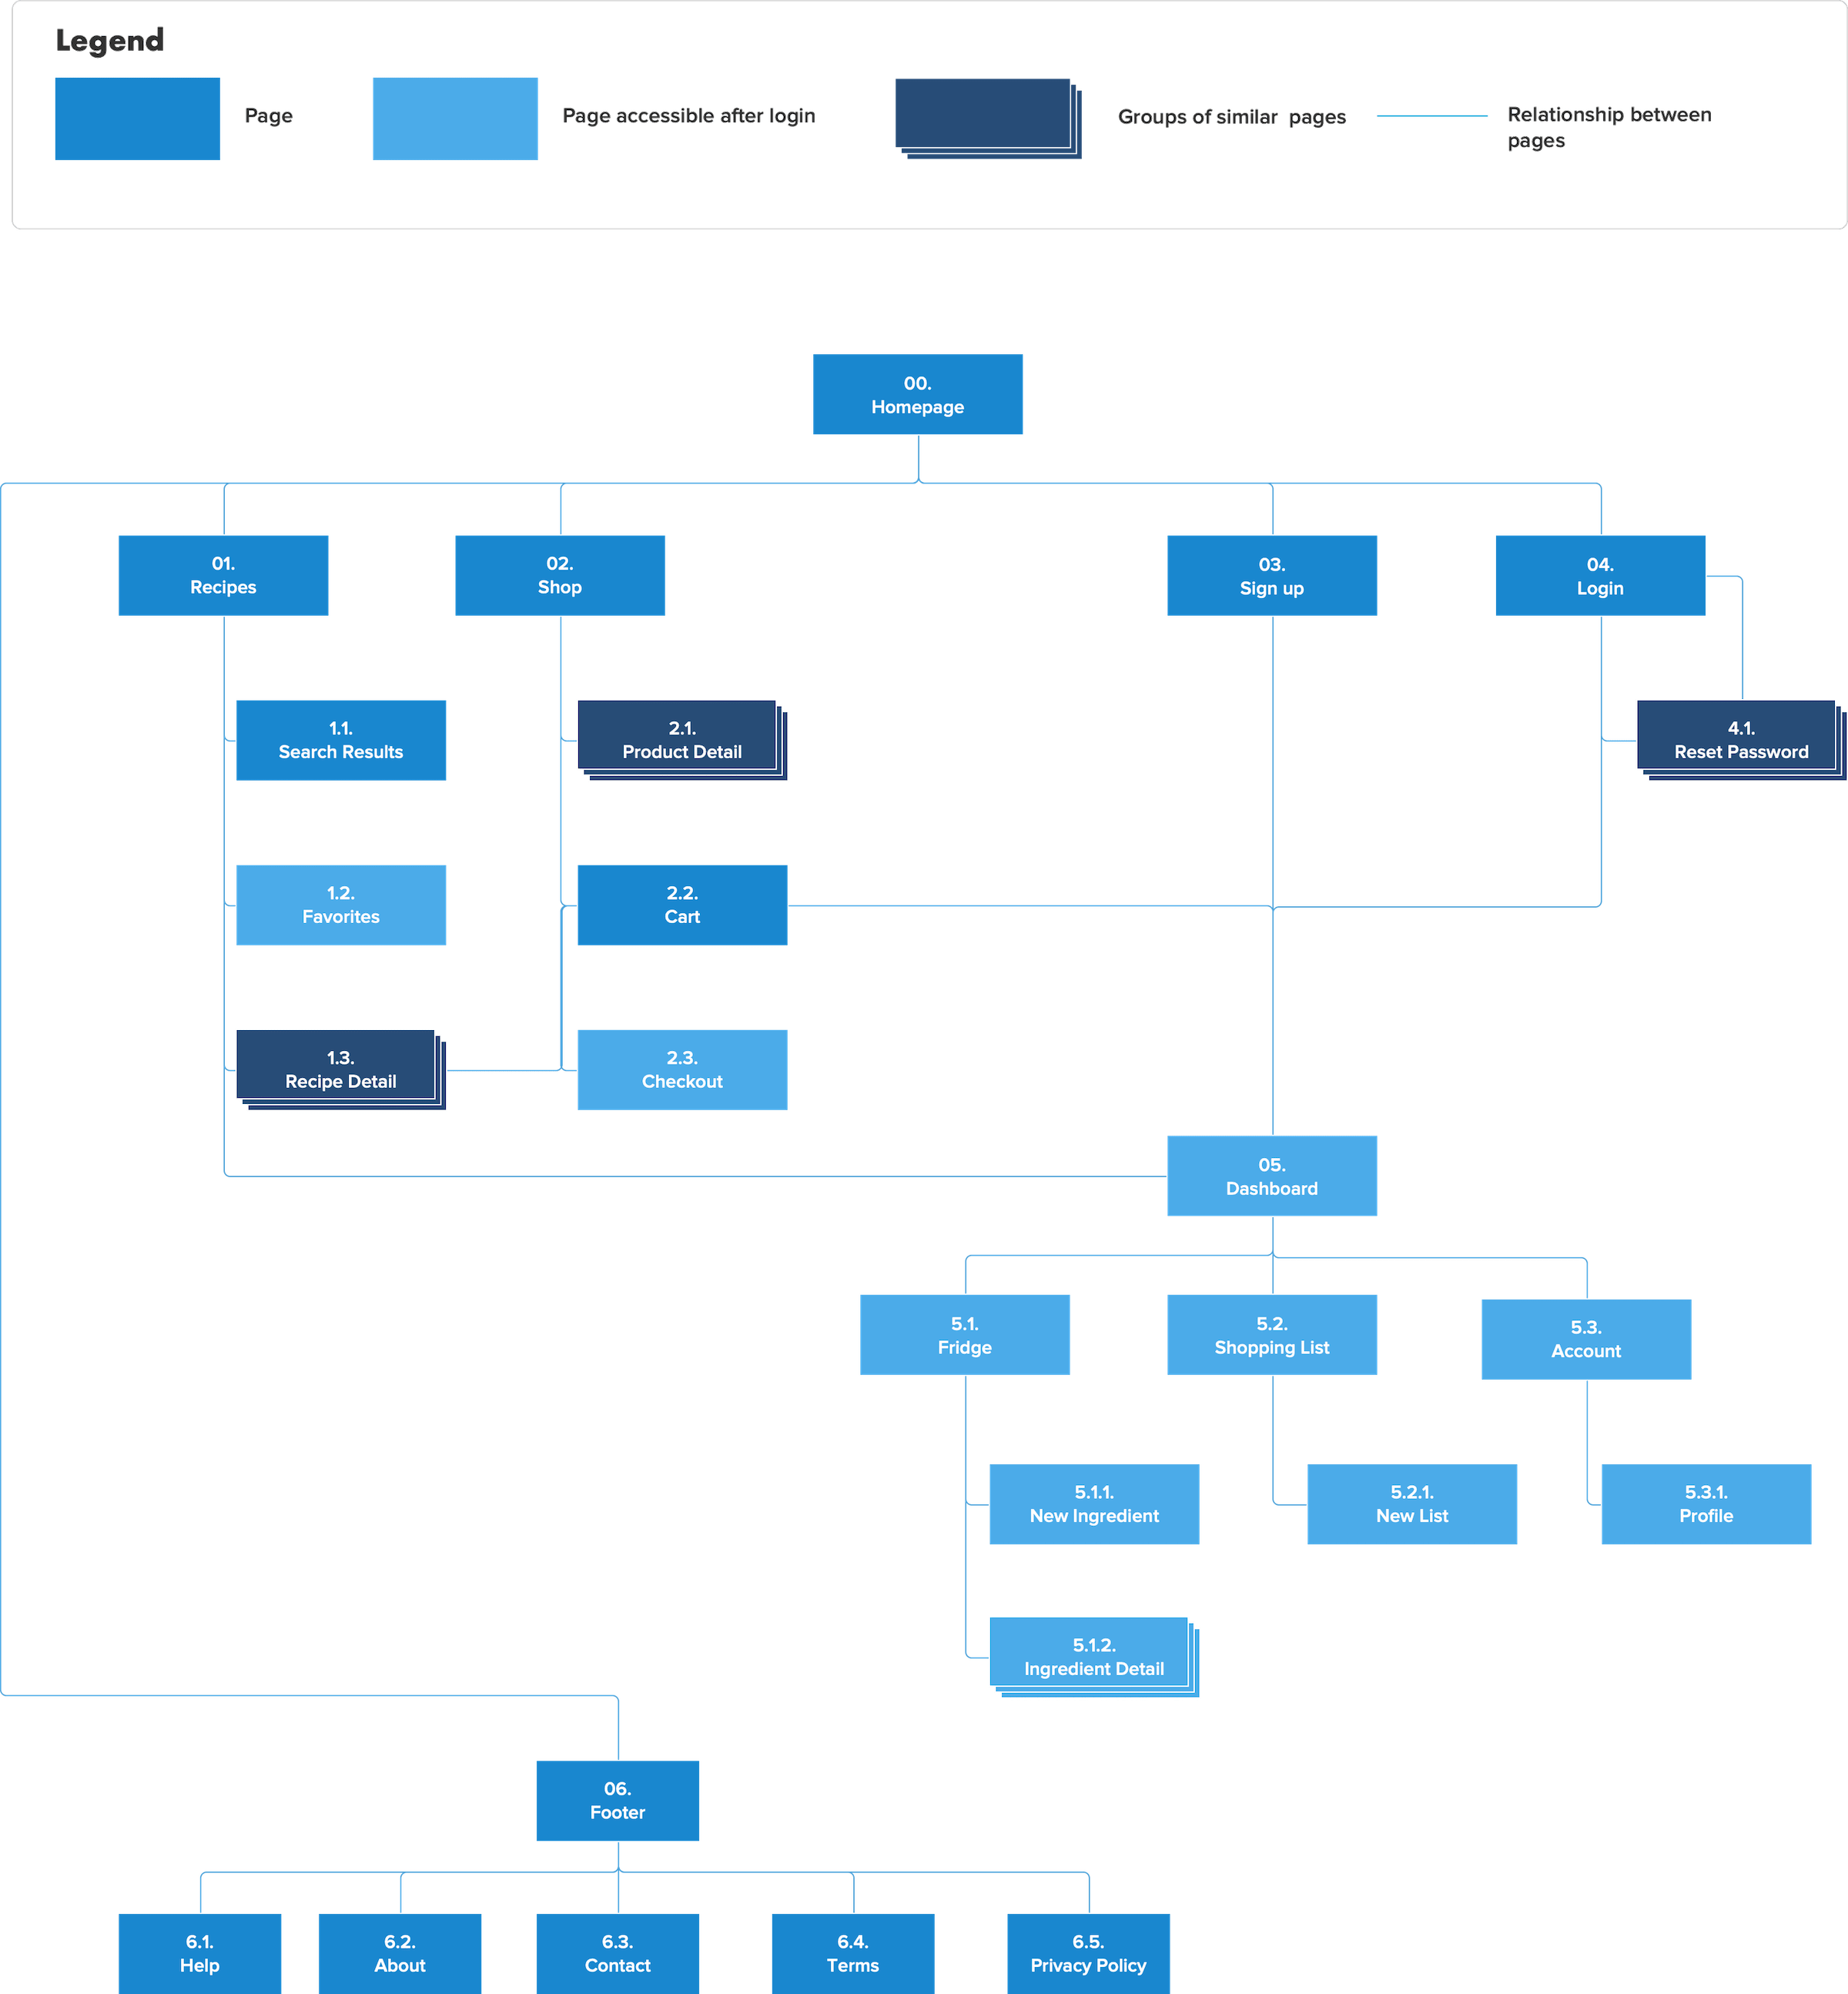 Legend
Page
Page accessible after login
Groups of similar pages
Relationship between
pages
00.
Homepage
01.
Recipes
02.
Shop
03.
Sign up
04.
Login
1.1.
Search Results
2.1.
Product Detail
4.1.
Reset Password
1.2.
Favorites
2.2.
Cart
1.3.
Recipe Detail
2.3.
Checkout
05.
Dashboard
5.1.
Fridge
5.2.
Shopping List
5.3.
Account
5.1.1.
New Ingredient
5.2.1.
New List
5.3.1.
Profile
5.1.2.
Ingredient Detail
06.
Footer
6.1.
Help
6.2.
About
6.3.
Contact
6.4.
Terms
6.5.
Privacy Policy